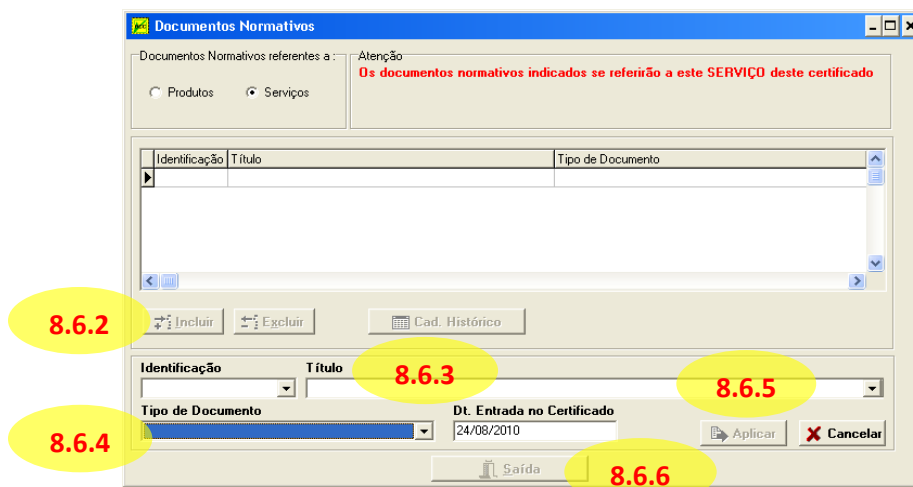 Documentos Normativos
Documentos Normativos referentes a :
Produtos
Serviços
Atenção
Os documentos normativos indicados se referirão a este SERVIÇO deste certificado
Identificação Título Tipo de Documento
8.6.2
Incluir Excluir Cad. Histórico
Identificação Título
8.6.3
8.6.5
Tipo de Documento Dt. Entrada no Certificado
8.6.4
24/08/2010
Aplicar Cancelar
Saída
8.6.6